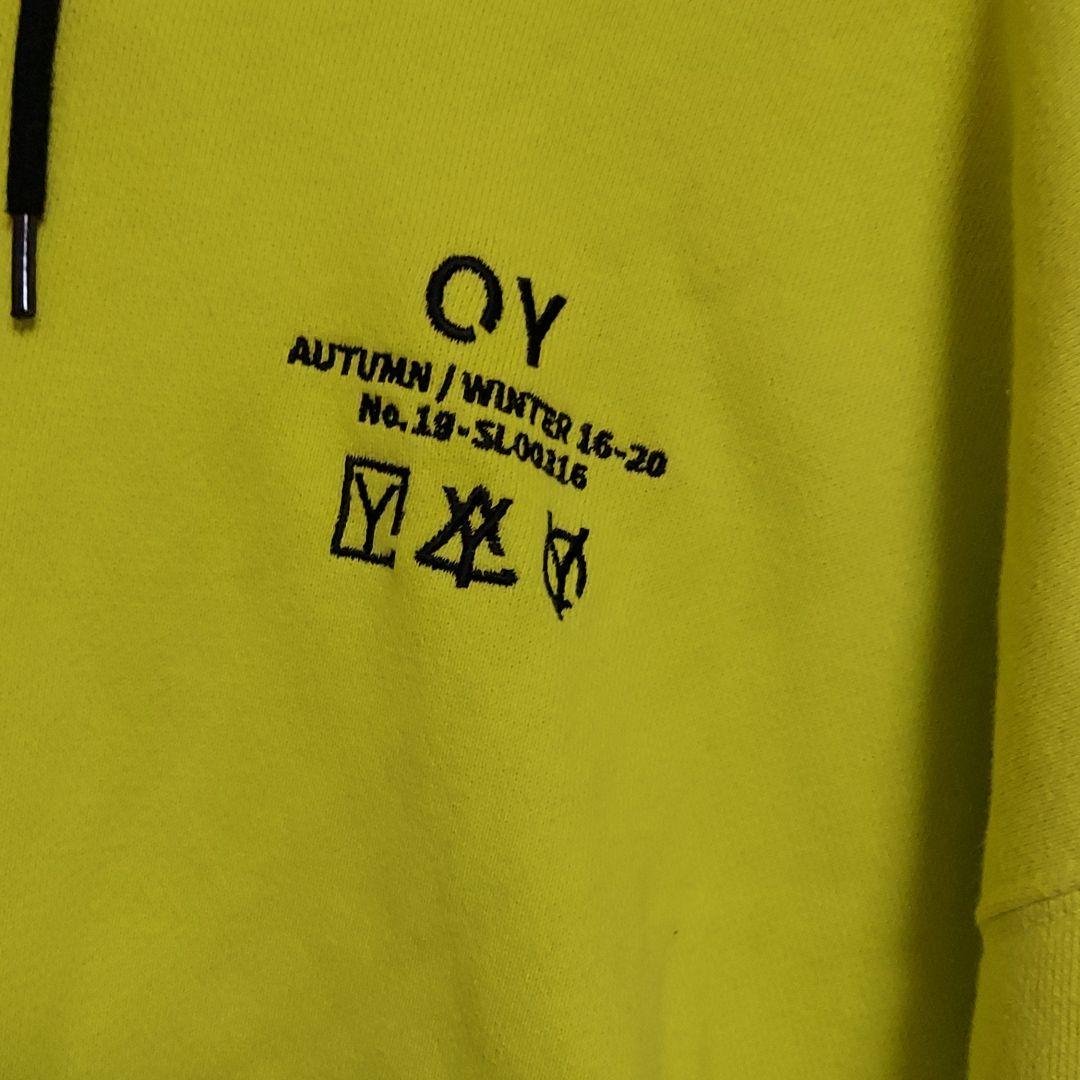 OY
AUTUMN / WINTER 16-20
No.19-SL00316
Y Y Y